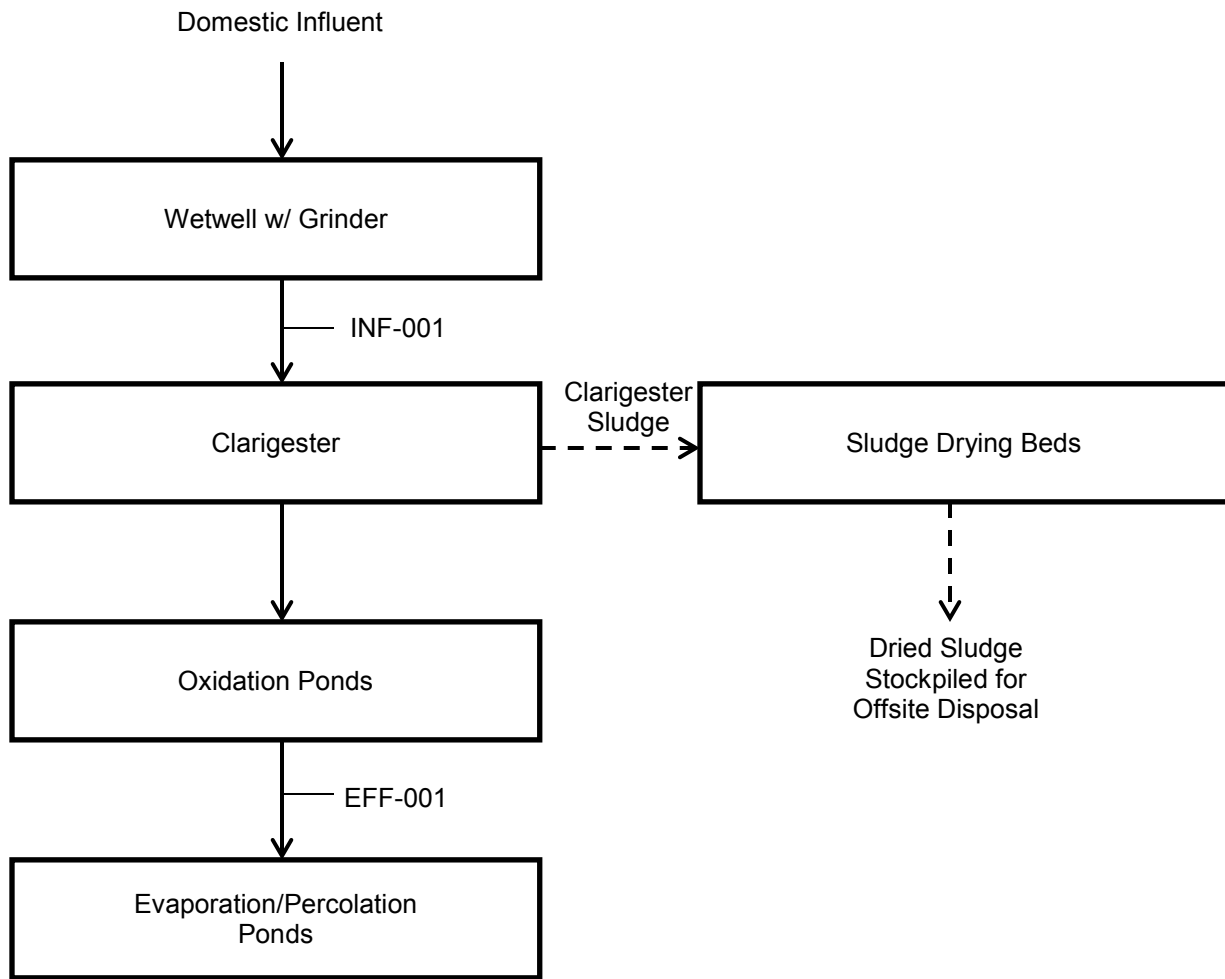 Domestic Influent
Wetwell w/ Grinder
INF-001
Clarigester
Clarigester
Sludge
Sludge Drying Beds
Oxidation Ponds
Dried Sludge
Stockpiled for
Offsite Disposal
EFF-001
Evaporation/Percolation
Ponds